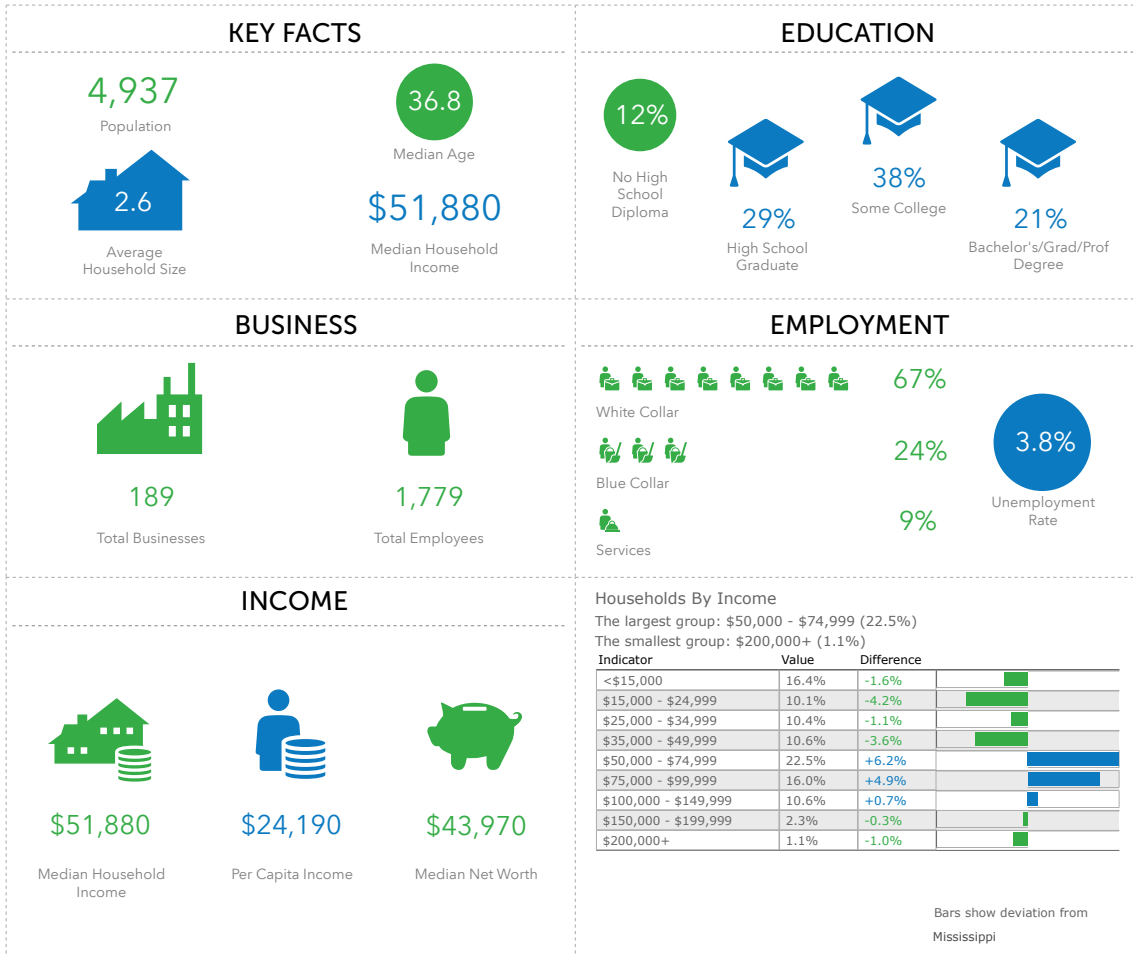 KEY FACTS
4,937
Population
36.8
Median Age
2.6
Average
Household Size
$51,880
Median Household
Income
EDUCATION
12%
No High
School
Diploma
29%
High School
Graduate
38%
Some College
21%
Bachelor's/Grad/Prof
Degree
BUSINESS
189
Total Businesses
1,779
Total Employees
EMPLOYMENT
67%
White Collar
24%
Blue Collar
9%
Services
3.8%
Unemployment
Rate
INCOME
$51,880
Median Household
Income
$24,190
Per Capita Income
$43,970
Median Net Worth
Households By Income
The largest group: $50,000 - $74,999 (22.5%)
The smallest group: $200,000+ (1.1%)
Indicator Value Difference
<$15,000 16.4% -1.6%
$15,000 - $24,999 10.1% -4.2%
$25,000 - $34,999 10.4% -1.1%
$35,000 - $49,999 10.6% -3.6%
$50,000 - $74,999 22.5% +6.2%
$75,000 - $99,999 16.0% +4.9%
$100,000 - $149,999 10.6% +0.7%
$150,000 - $199,999 2.3% -0.3%
$200,000+ 1.1% -1.0%
Bars show deviation from
Mississippi